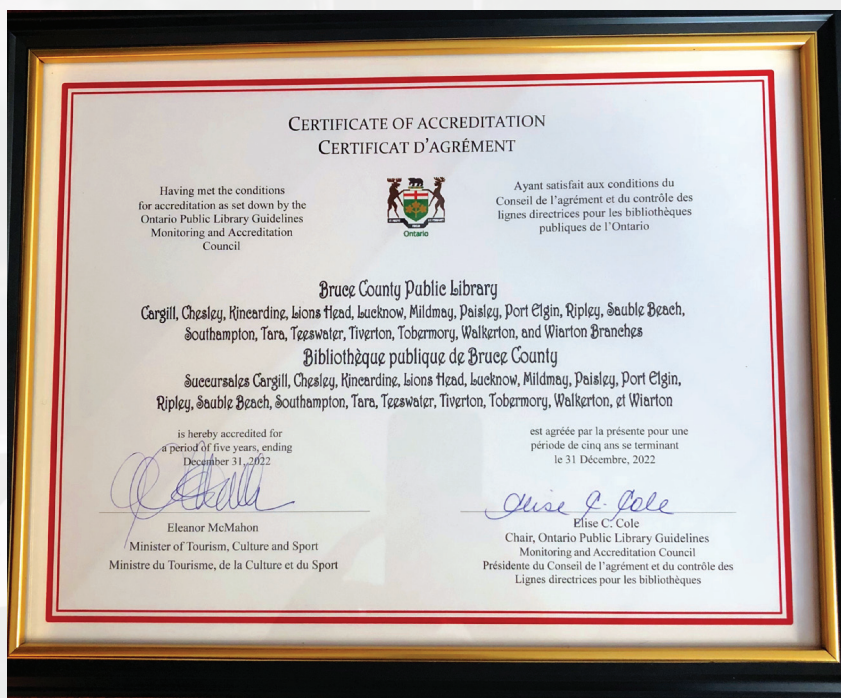 CERTIFICATE OF ACCREDITATION
CERTIFICAT D'AGRÉMENT
Having met the conditions
for accreditation as set down by the
Ontario Public Library Guidelines
Monitoring and Accreditation
Council
Ontario
Ayant satisfait aux conditions du
Conseil de l'agrément et du contrôle des
lignes directrices pour les bibliothèques
publiques de l'Ontario
Bruce County Public Library
Cargill, Chesley, Kincardine, Lions Head, Lucknow, Mildmay, Paisley, Port Elgin, Ripley, Sauble Beach,
Southampton, Tara, Teeswater, Tiverton, Tobermory, Walkerton, and Wiarton Branches
Bibliothèque publique de Bruce County
Succursales Cargill, Chesley, Kincardine, Lions Head, Lucknow, Mildmay, Paisley, Port Elgin,
Ripley, Sauble Beach, Southampton, Tara, Teeswater, Tiverton, Tobermory, Walkerton, et Wiarton
is hereby accredited for
a period of five years, ending
December 31, 2022
Eleanor McMahon
Minister of Tourism, Culture and Sport
Ministre du Tourisme, de la Culture et du Sport
est agréée par la présente pour une
période de cinq ans se terminant
le 31 Décembre, 2022
Elise C. Cole
Elise C. Cole
Chair, Ontario Public Library Guidelines
Monitoring and Accreditation Council
Présidente du Conseil de l'agrément et du contrôle des
Lignes directrices pour les bibliothèques